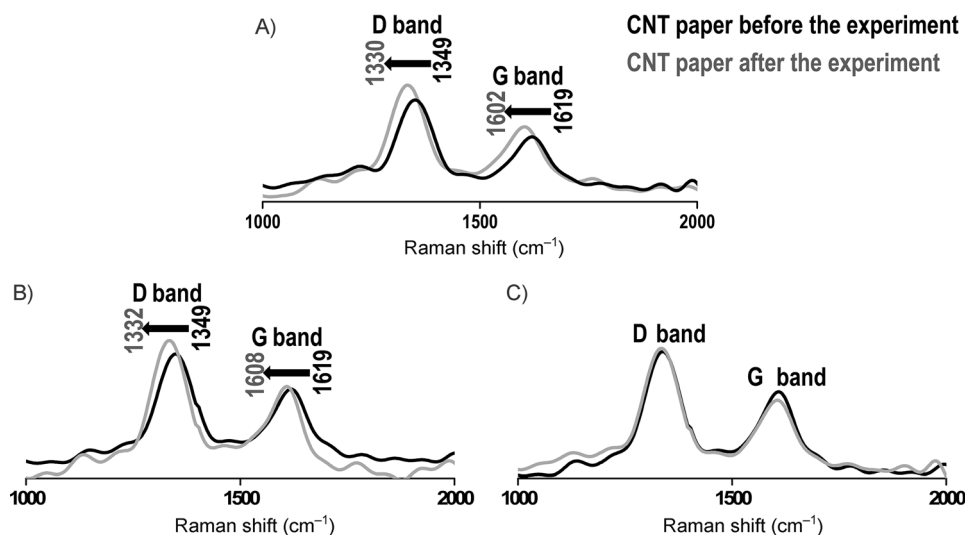 A)
D band
1330
1349
G band
1602
1619
CNT paper before the experiment
CNT paper after the experiment
1000
1500
2000
Raman shift (cm⁻¹)
B)
D band
1332
1349
G band
1608
1619
1000
1500
2000
Raman shift (cm⁻¹)
C)
D band
G band
1000
1500
2000
Raman shift (cm⁻¹)